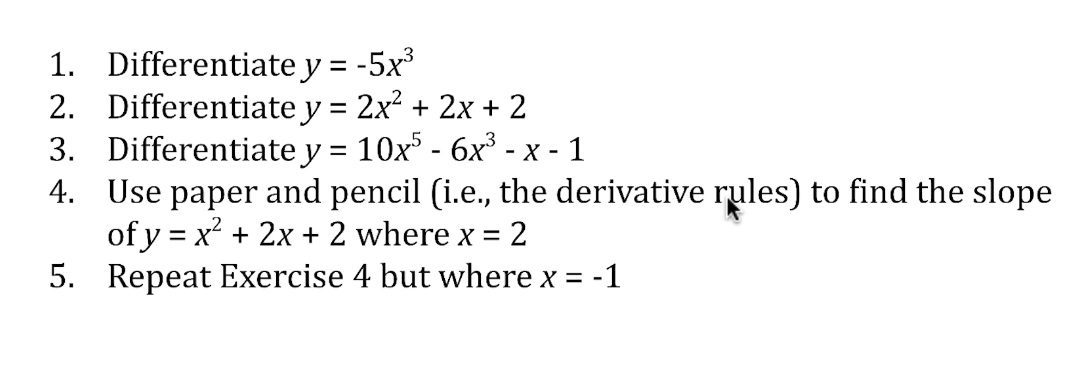 1. Differentiate y = -5x³
2. Differentiate y = 2x² + 2x + 2
3. Differentiate y = 10x⁵ - 6x³ - x - 1
4. Use paper and pencil (i.e., the derivative rules) to find the slope
of y = x² + 2x + 2 where x = 2
5. Repeat Exercise 4 but where x = -1